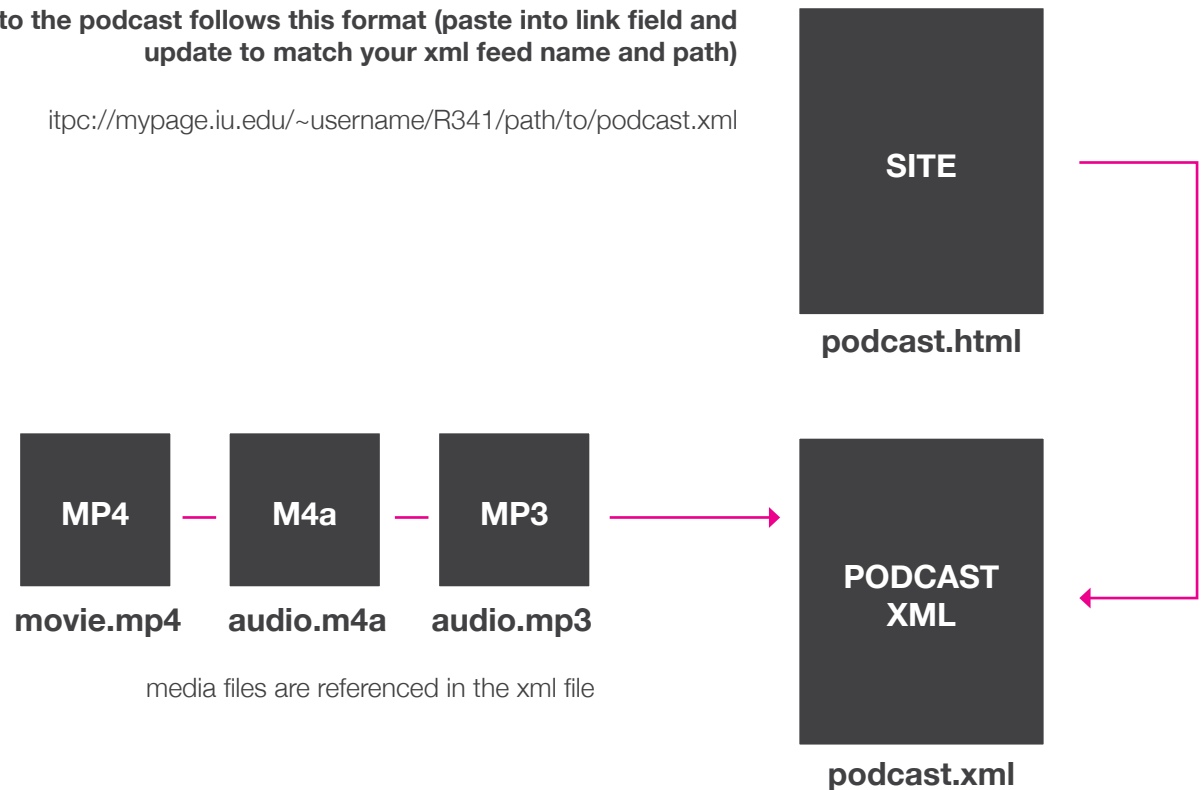 to the podcast follows this format (paste into link field and
update to match your xml feed name and path)
itpc://mypage.iu.edu/~username/R341/path/to/podcast.xml
SITE
podcast.html
MP4
M4a
MP3
movie.mp4
audio.m4a
audio.mp3
media files are referenced in the xml file
PODCAST
XML
podcast.xml